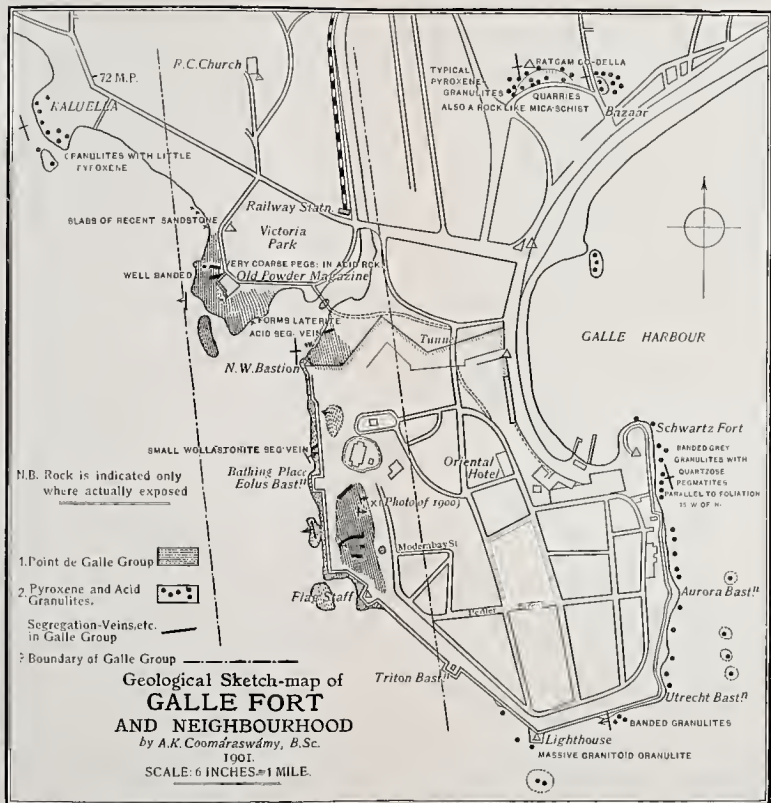 72 M.P.
R.C. Church
KALUELLA
GRANULITES WITH LITTLE
PYROXENE
TYPICAL
PYROXENE-
GRANULITES
RATGAM GO-DELLA
QUARRIES
ALSO A ROCK LIKE MICA-SCHIST
Bazaar
SLABS OF RECENT SANDSTONE
Railway Statn.
Victoria
Park
VERY COARSE PEGS: IN ACID RCK
WELL BANDED
Old Powder Magazine
FORMS LATERITE
ACID SEG-VEIN
GALLE HARBOUR
N.W. Bastion
SMALL WOLLASTONITE SEG-VEIN
Bathing Place
Eolus Bastn
Oriental
Hotel
Schwartz Fort
BANDED GREY
GRANULITES WITH
QUARTZOSE
PEGMATITES
PARALLEL TO FOLIATION
W OF N.
N.B. Rock is indicated only
where actually exposed
(Photo of 1900)
1. Point de Galle Group
2. Pyroxene and Acid
Granulites.
Moderabay St
Pedler
Flag Staff
Aurora Bastn
Segregation-Veins, etc.
in Galle Group
? Boundary of Galle Group
Triton Bastn
Utrecht Bastn
BANDED GRANULITES
Lighthouse
MASSIVE GRANITOID GRANULITE
Geological Sketch-map of
GALLE FORT
AND NEIGHBOURHOOD
by A.K. Coomáraswámy, B.Sc.
1901.
SCALE: 6 INCHES = 1 MILE.